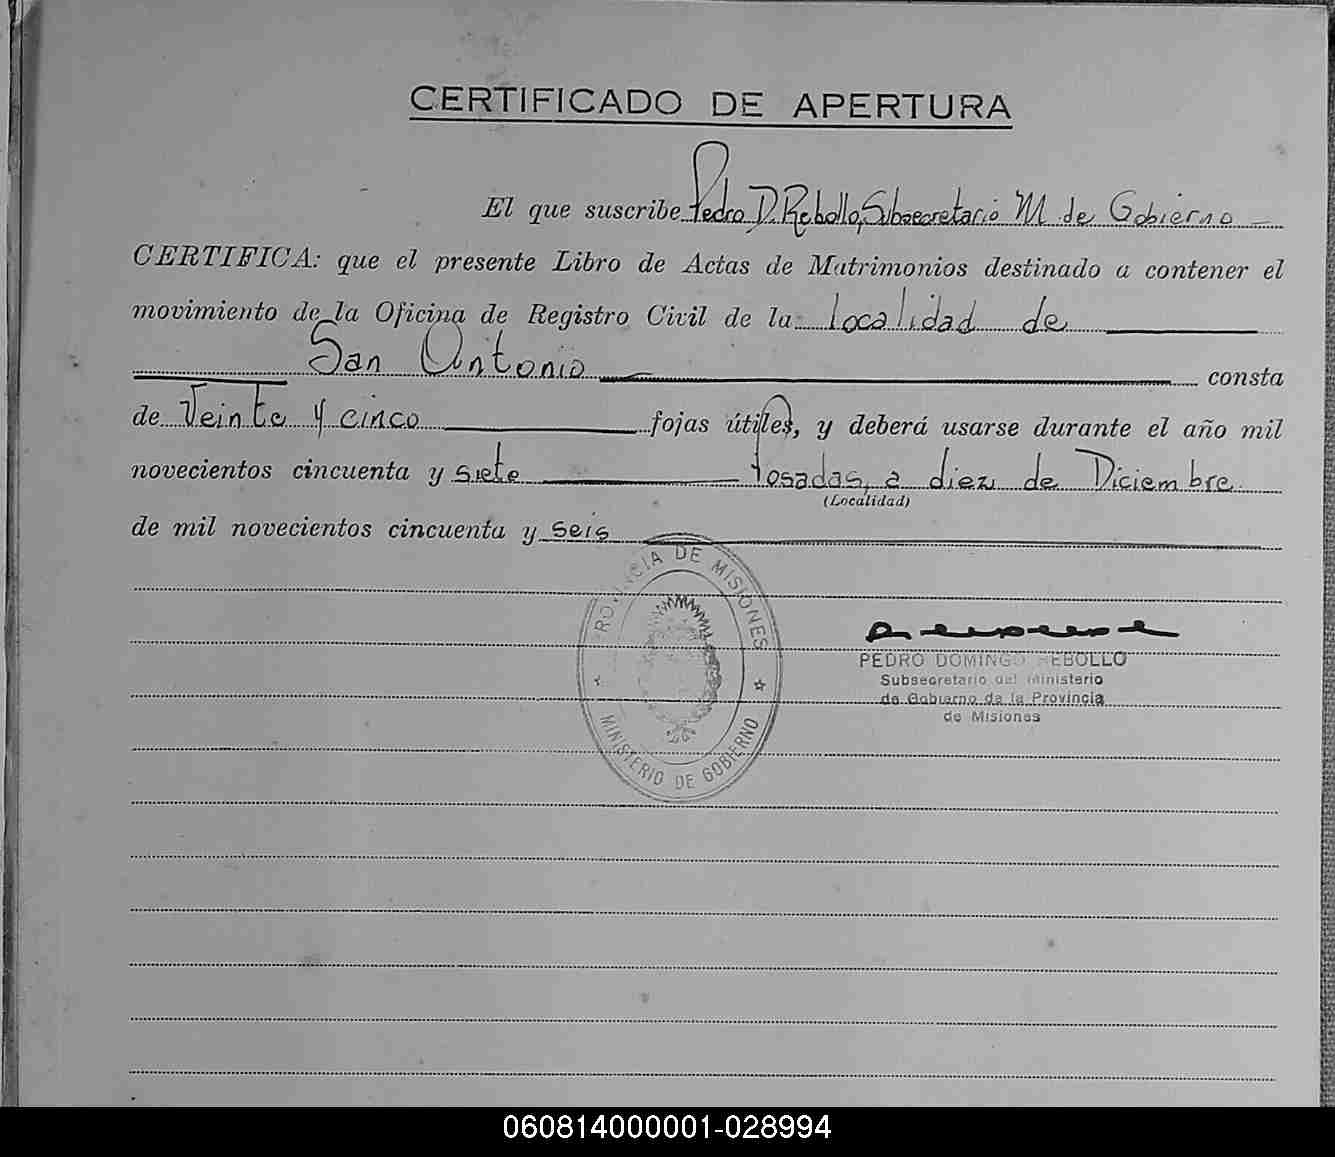 CERTIFICADO DE APERTURA
El que suscribe Pedro D. Rebollo, Subsecretario M. de Gobierno
CERTIFICA: que el presente Libro de Actas de Matrimonios destinado a contener el
movimiento de la Oficina de Registro Civil de la localidad de
San Antonio consta
de Veinte y cinco fojas útiles, y deberá usarse durante el año mil
novecientos cincuenta y siete Posadas, a diez de Diciembre
(Localidad)
de mil novecientos cincuenta y seis
PROVINCIA DE MISIONES
MINISTERIO DE GOBIERNO
PEDRO DOMINGO REBOLLO
Subsecretario del Ministerio
de Gobierno de la Provincia
de Misiones
060814000001-028994